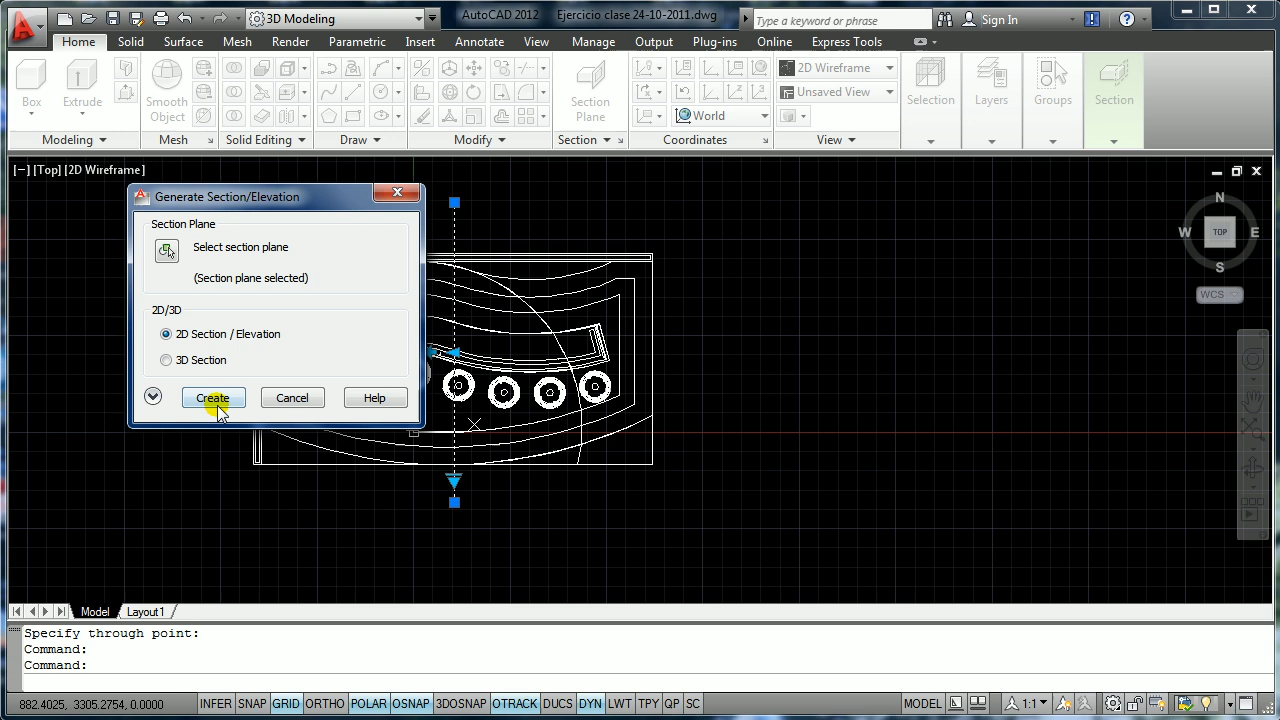 3D Modeling
AutoCAD 2012 Ejercicio clase 24-10-2011.dwg
Type a keyword or phrase
Sign In
Home Solid Surface Mesh Render Parametric Insert Annotate View Manage Output Plug-ins Online Express Tools
Box
Extrude
Smooth
Object
Section
Plane
2D Wireframe
Unsaved View
World
Selection
Layers
Groups
Section
Modeling
Mesh
Solid Editing
Draw
Modify
Section
Coordinates
View
[−] [Top] [2D Wireframe]
Generate Section/Elevation
Section Plane
Select section plane
(Section plane selected)
2D/3D
2D Section / Elevation
3D Section
Create
Cancel
Help
N
W
TOP
E
S
WCS
Model
Layout1
Specify through point:
Command:
Command:
882.4025, 3305.2754, 0.0000
INFER SNAP GRID ORTHO POLAR OSNAP 3DOSNAP OTRACK DUCS DYN LWT TPY QP SC
MODEL
1:1